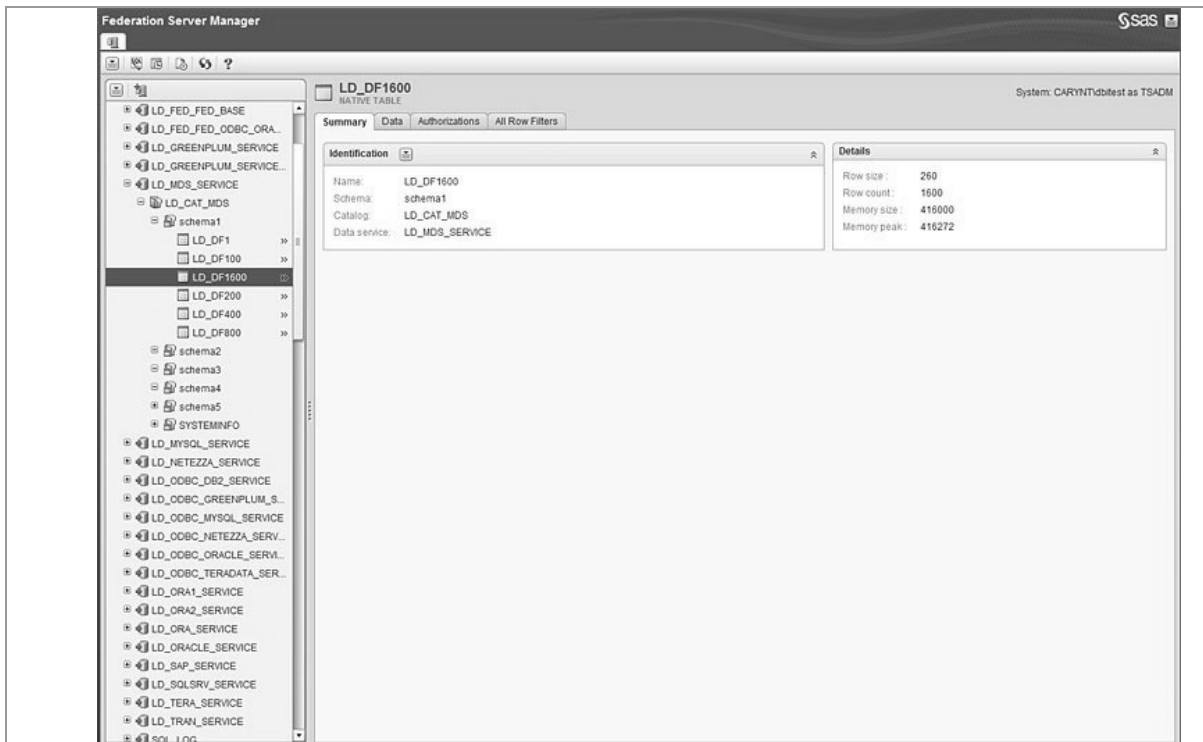 Federation Server Manager
sas
?
LD_FED_FED_BASE
LD_FED_FED_ODBC_ORA...
LD_GREENPLUM_SERVICE
LD_GREENPLUM_SERVICE...
LD_MDS_SERVICE
LD_CAT_MDS
schema1
LD_DF1 »
LD_DF100 »
LD_DF1600 »
LD_DF200 »
LD_DF400 »
LD_DF800 »
schema2
schema3
schema4
schema5
SYSTEMINFO
LD_MYSQL_SERVICE
LD_NETEZZA_SERVICE
LD_ODBC_DB2_SERVICE
LD_ODBC_GREENPLUM_S...
LD_ODBC_MYSQL_SERVICE
LD_ODBC_NETEZZA_SERV...
LD_ODBC_ORACLE_SERVI...
LD_ODBC_TERADATA_SER...
LD_ORA1_SERVICE
LD_ORA2_SERVICE
LD_ORA_SERVICE
LD_ORACLE_SERVICE
LD_SAP_SERVICE
LD_SQLSRV_SERVICE
LD_TERA_SERVICE
LD_TRAN_SERVICE
SQL_LOG
LD_DF1600
NATIVE TABLE
System: CARYNT\dbitest as TSADM
Summary Data Authorizations All Row Filters
Identification
Name: LD_DF1600
Schema: schema1
Catalog: LD_CAT_MDS
Data service: LD_MDS_SERVICE
Details
Row size : 260
Row count : 1600
Memory size : 416000
Memory peak : 416272